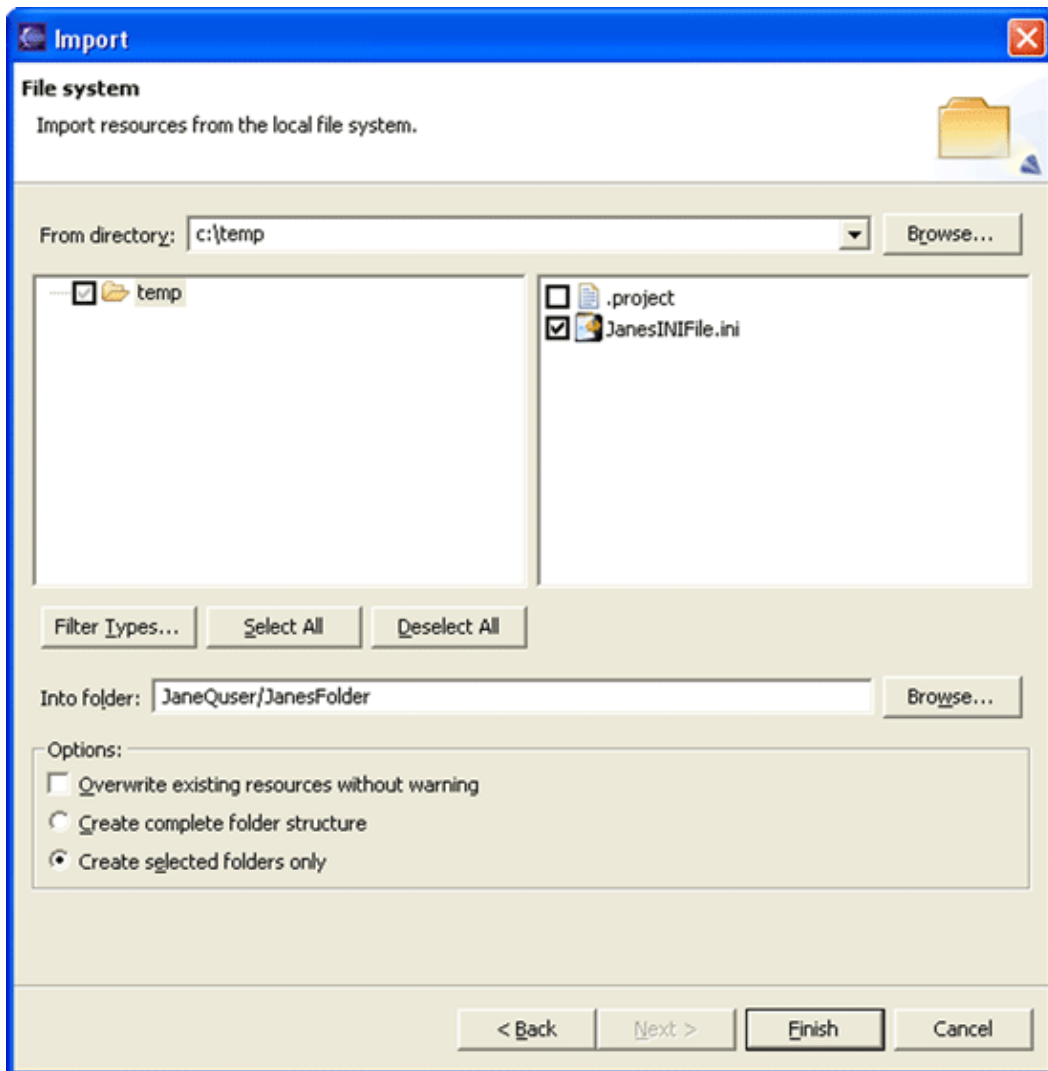 Import
File system
Import resources from the local file system.
From directory: c:\temp Browse...
temp
.project
JanesINIFile.ini
Filter Types... Select All Deselect All
Into folder: JaneQuser/JanesFolder Browse...
Options:
Overwrite existing resources without warning
Create complete folder structure
Create selected folders only
< Back Next > Finish Cancel